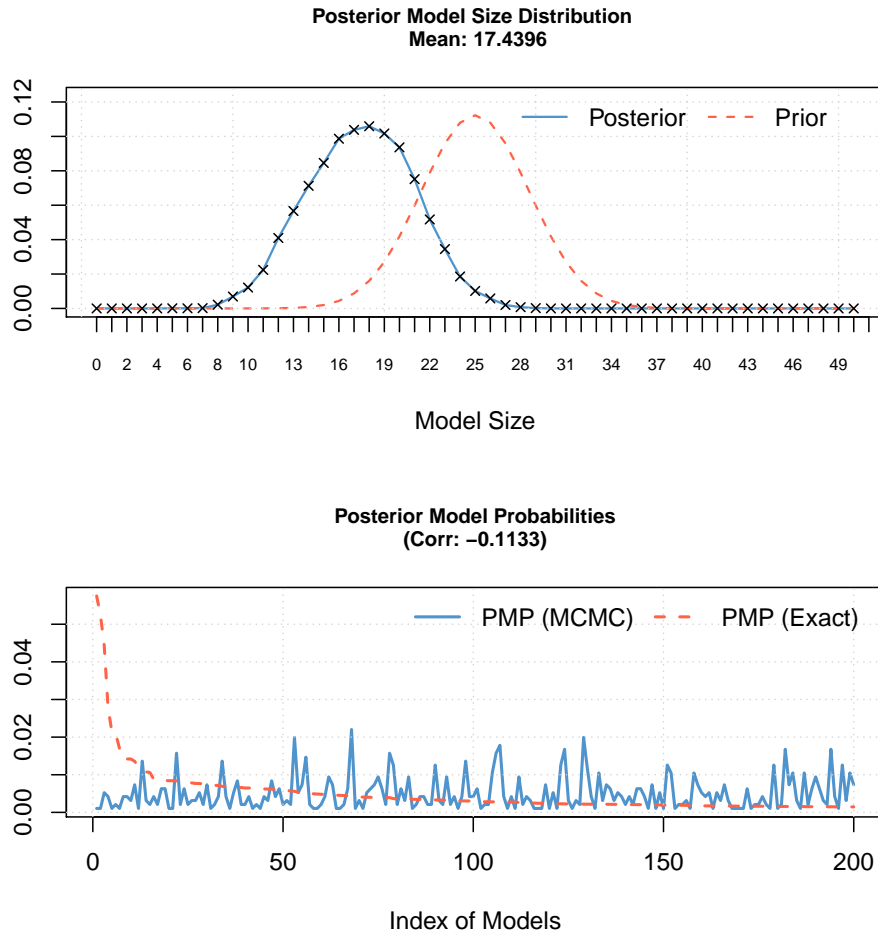 Posterior Model Size Distribution
Mean: 17.4396
0.12
0.08
0.04
0.00
Posterior
Prior
0 2 4 6 8 10 13 16 19 22 25 28 31 34 37 40 43 46 49
Model Size
Posterior Model Probabilities
(Corr: −0.1133)
0.04
0.02
0.00
PMP (MCMC)
PMP (Exact)
0 50 100 150 200
Index of Models